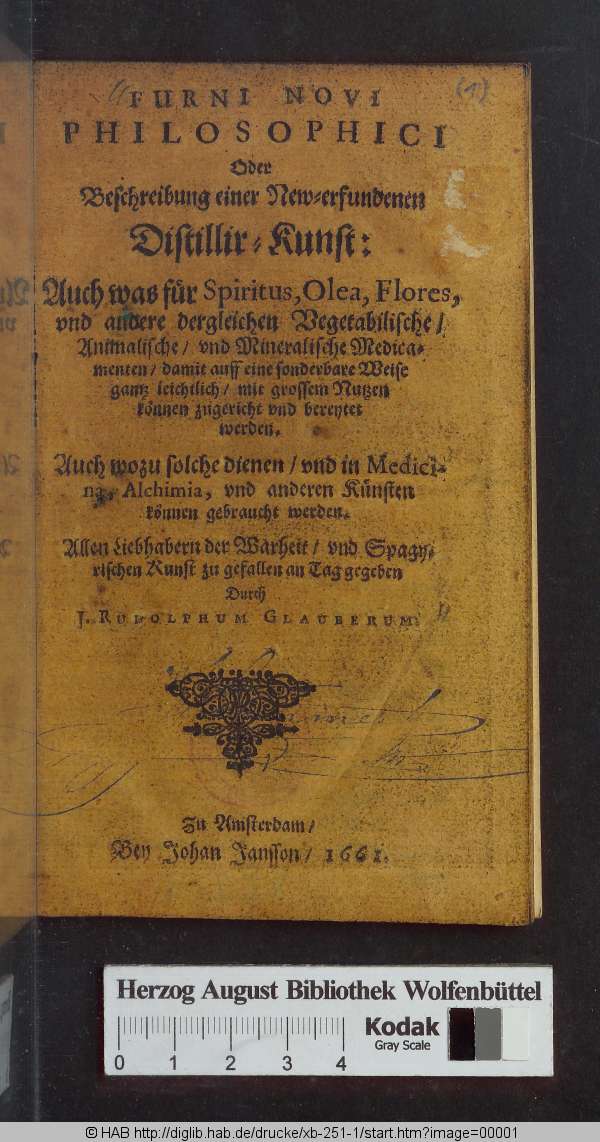 (1)
FURNI NOVI
PHILOSOPHICI
Oder
Beschreibung einer New-erfundenen
Distillir-Kunst:
Auch was für Spiritus, Olea, Flores,
vnd andere dergleichen Vegetabilische/
Animalische/ vnd Mineralische Medica-
menten/ damit auff eine sonderbare Weise
gantz leichtlich/ mit grossem Nutzen
können zugericht vnd bereytet
werden.
Auch wozu solche dienen/ vnd in Medici-
na, Alchimia, vnd anderen Künsten
können gebraucht werden.
Allen Liebhabern der Warheit/ vnd Spagy-
rischen Kunst zu gefallen an Tag gegeben
Durch
J. RUDOLPHUM GLAUBERUM.
Zu Amsterdam/
Bey Johan Jansson/ 1661.
Herzog August Bibliothek Wolfenbüttel
Kodak
Gray Scale
0 1 2 3 4
© HAB http://diglib.hab.de/drucke/xb-251-1/start.htm?image=00001